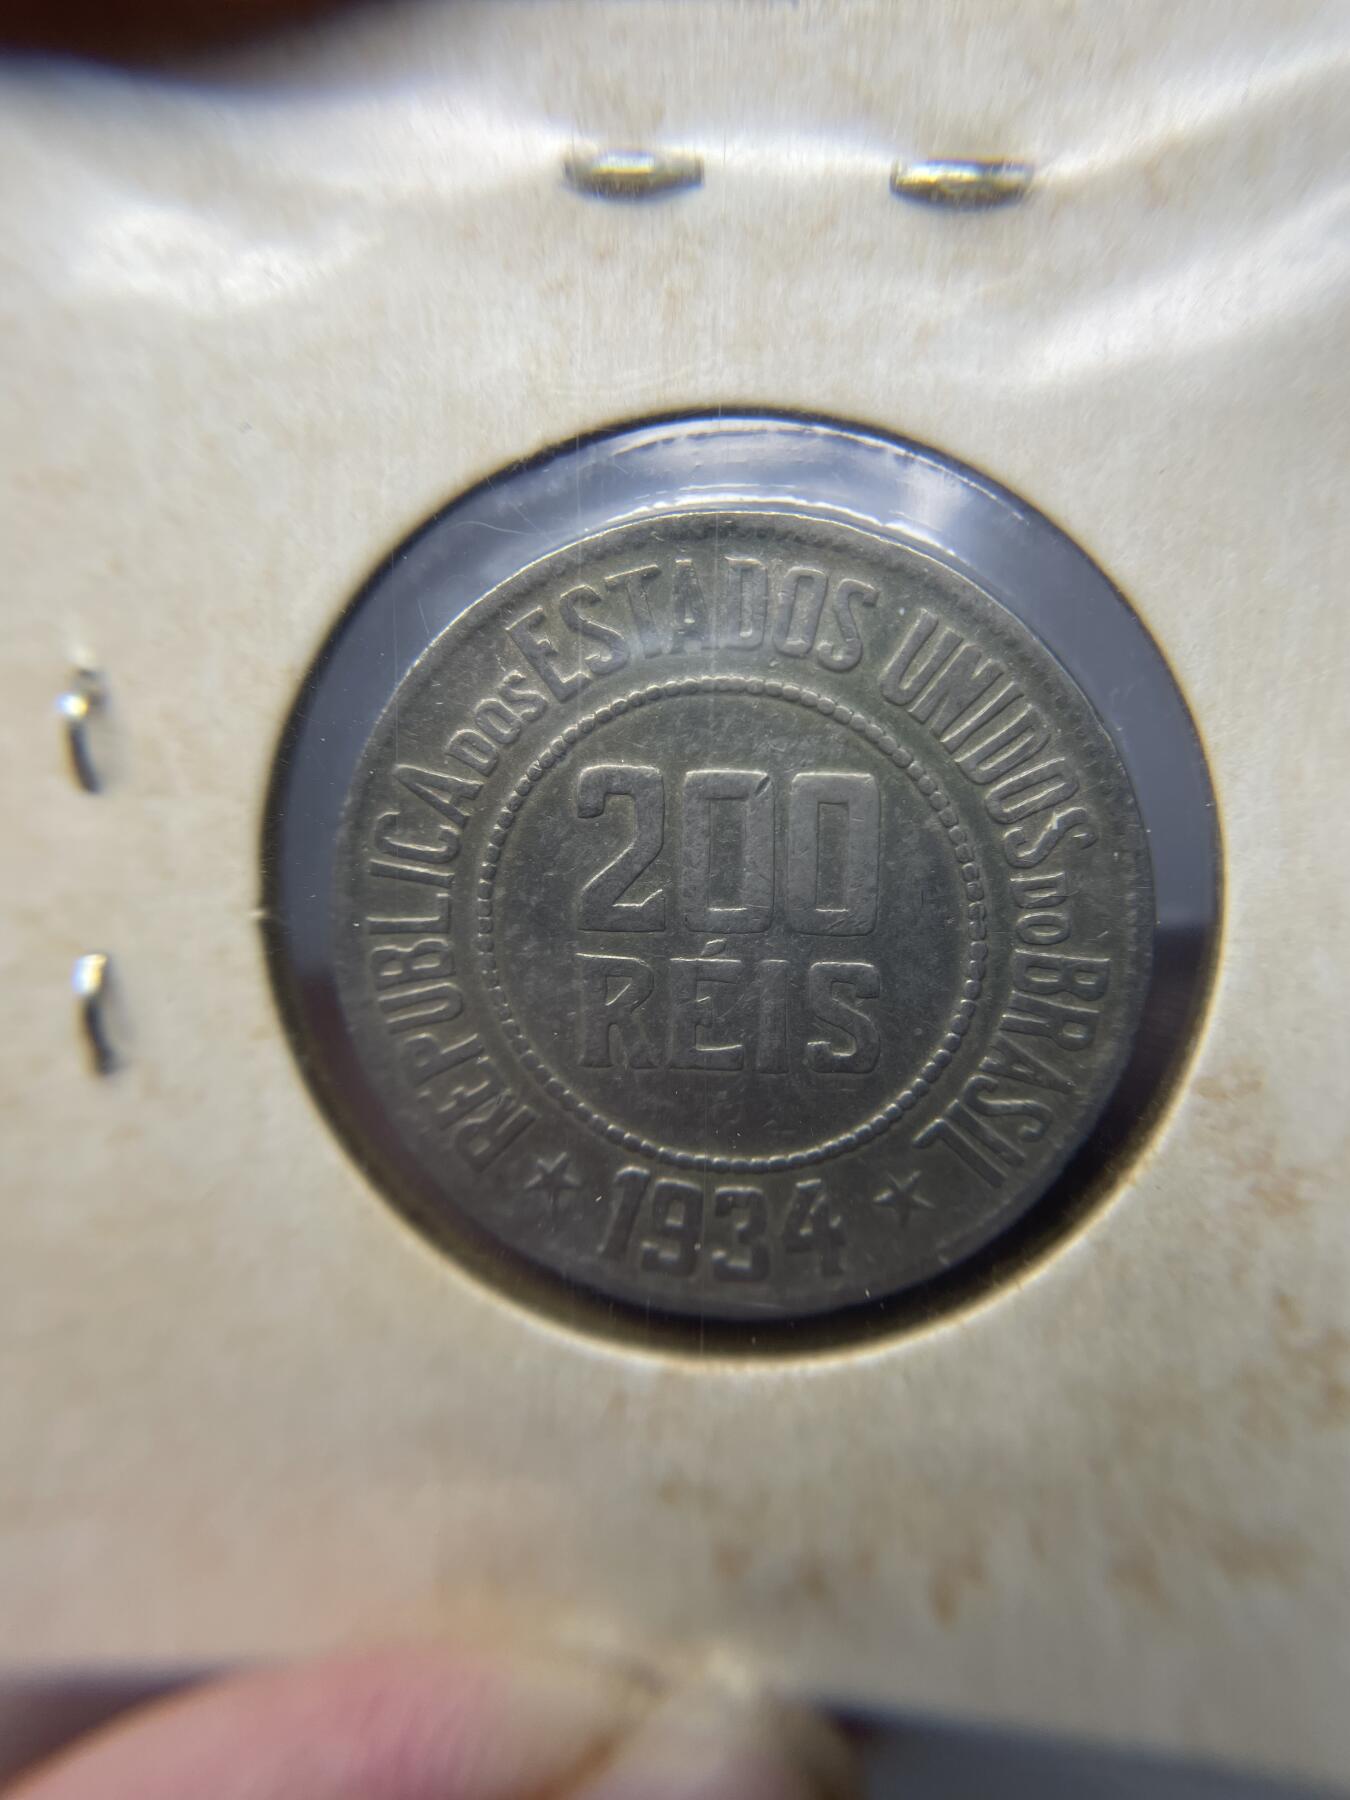 REPUBLICA DOS ESTADOS UNIDOS DO BRASIL
200
RÉIS
1934